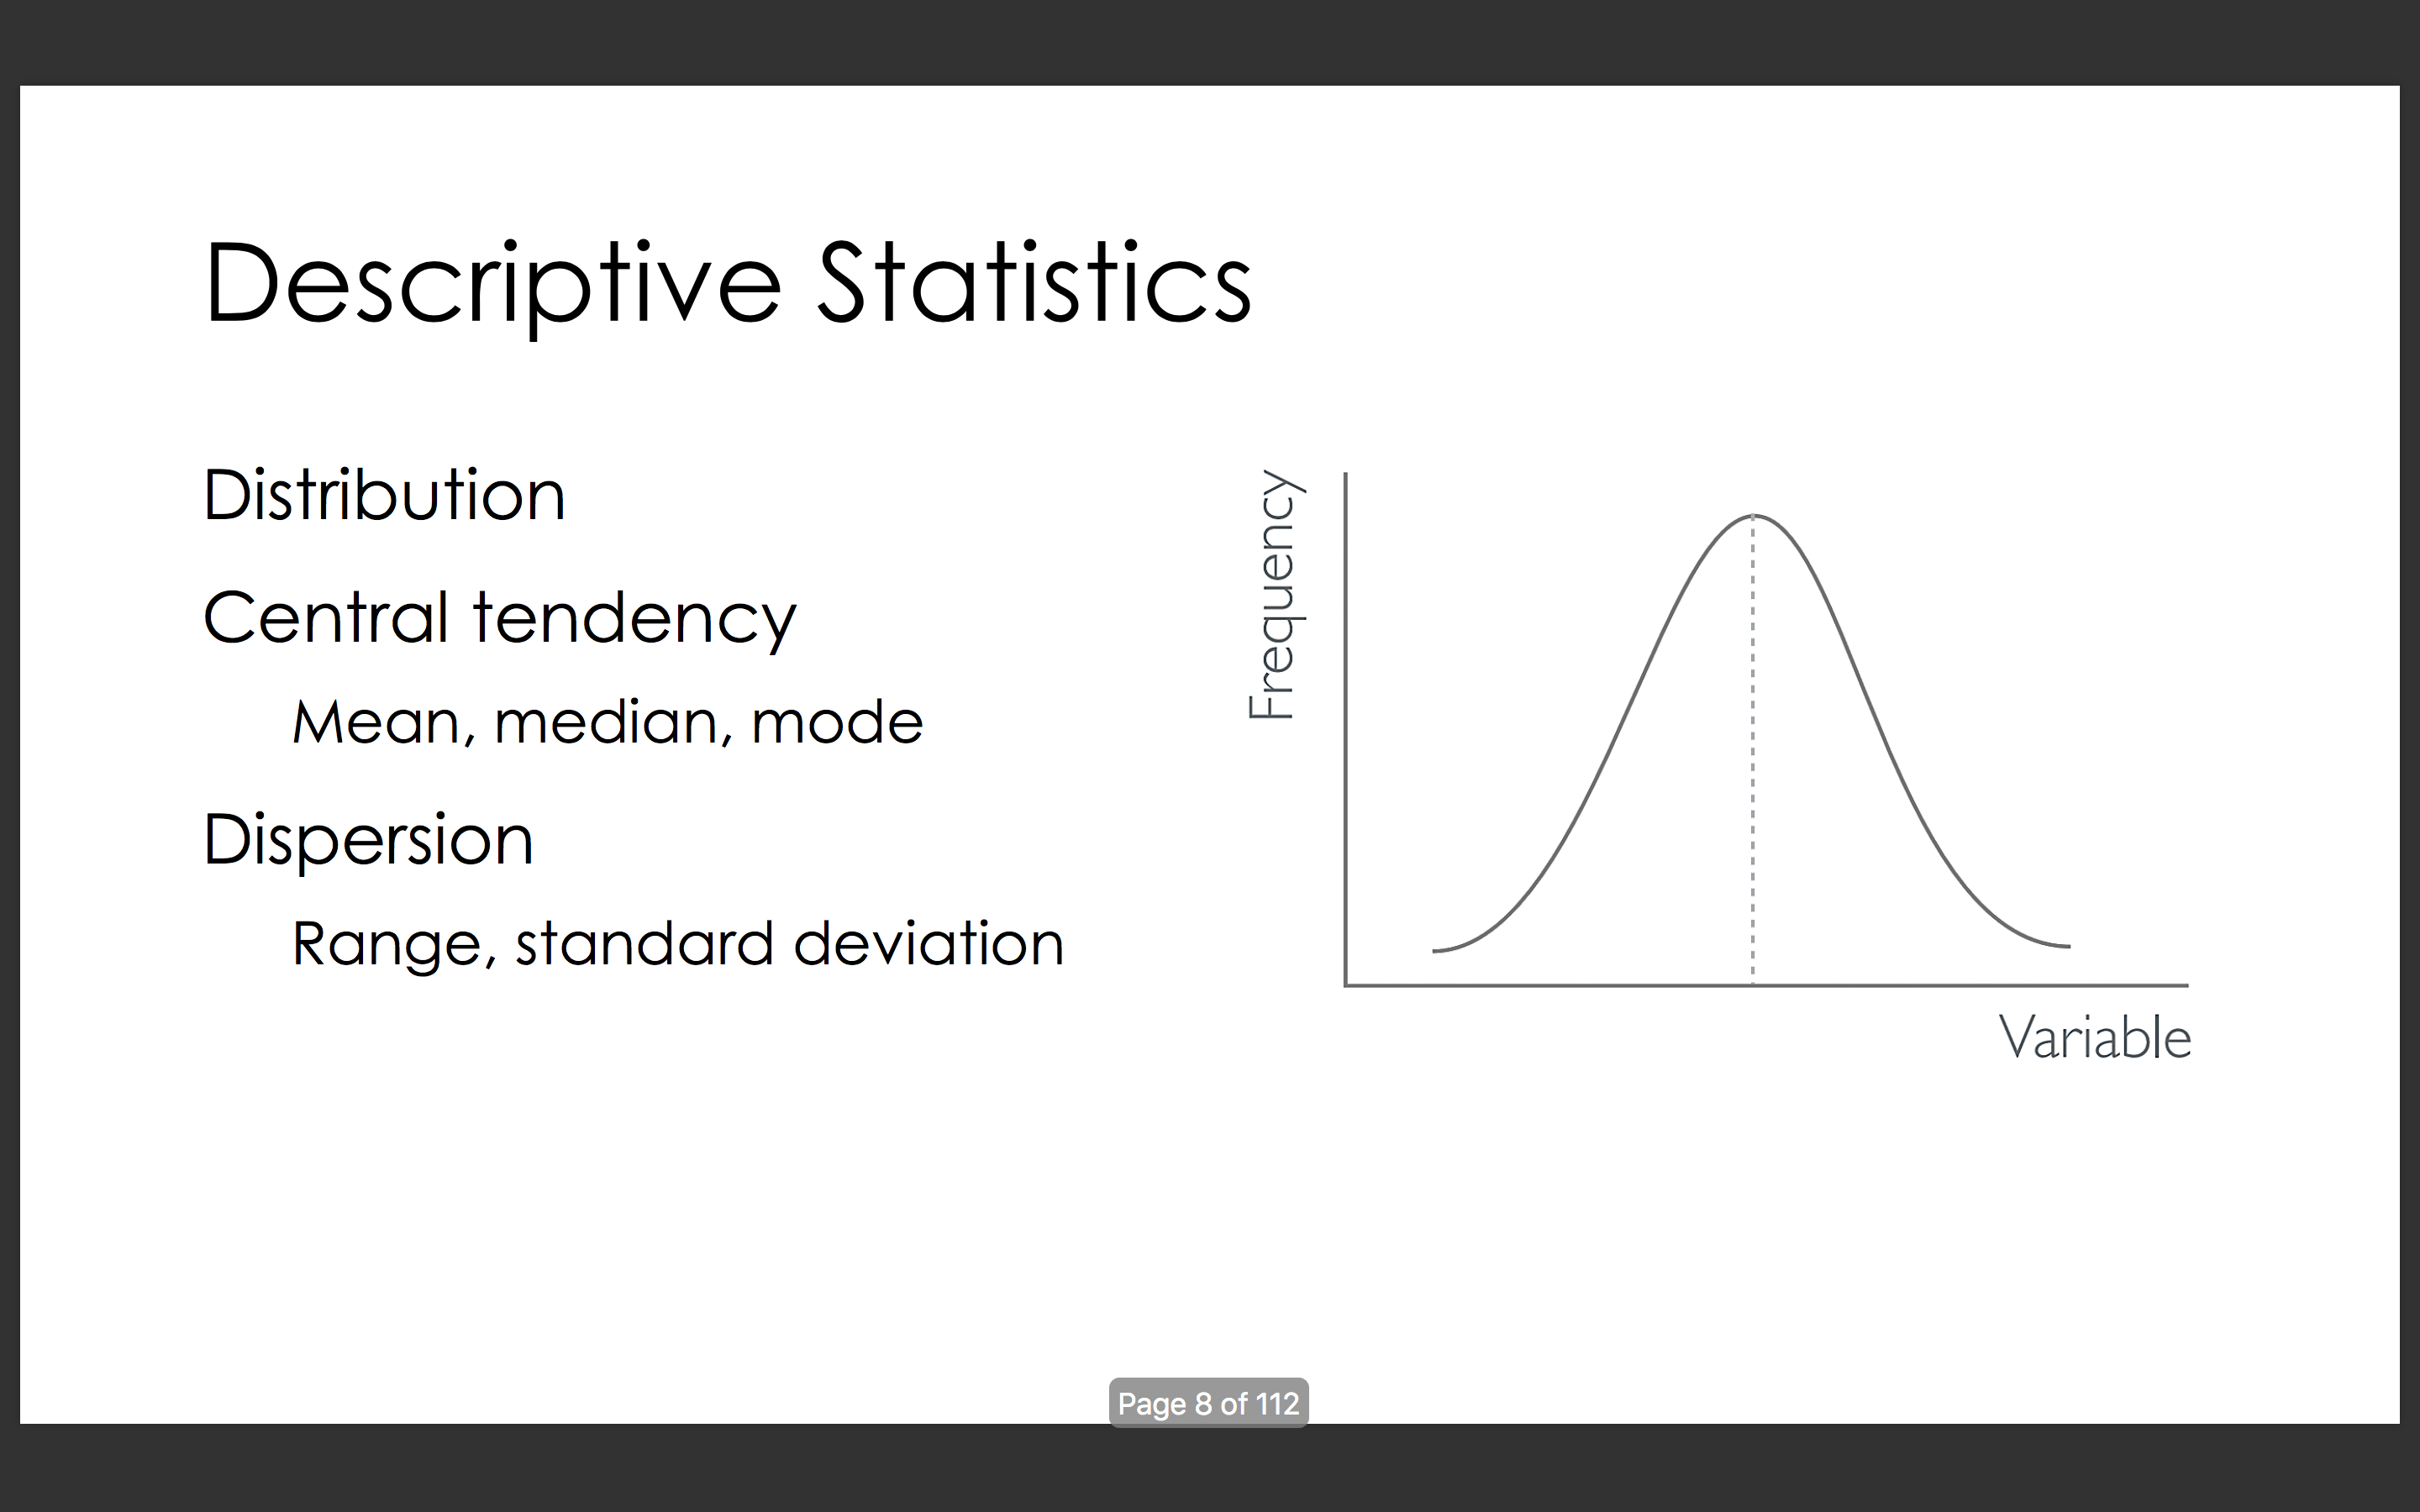 Descriptive Statistics
Distribution
Central tendency
Mean, median, mode
Dispersion
Range, standard deviation
Frequency
Variable
Page 8 of 112